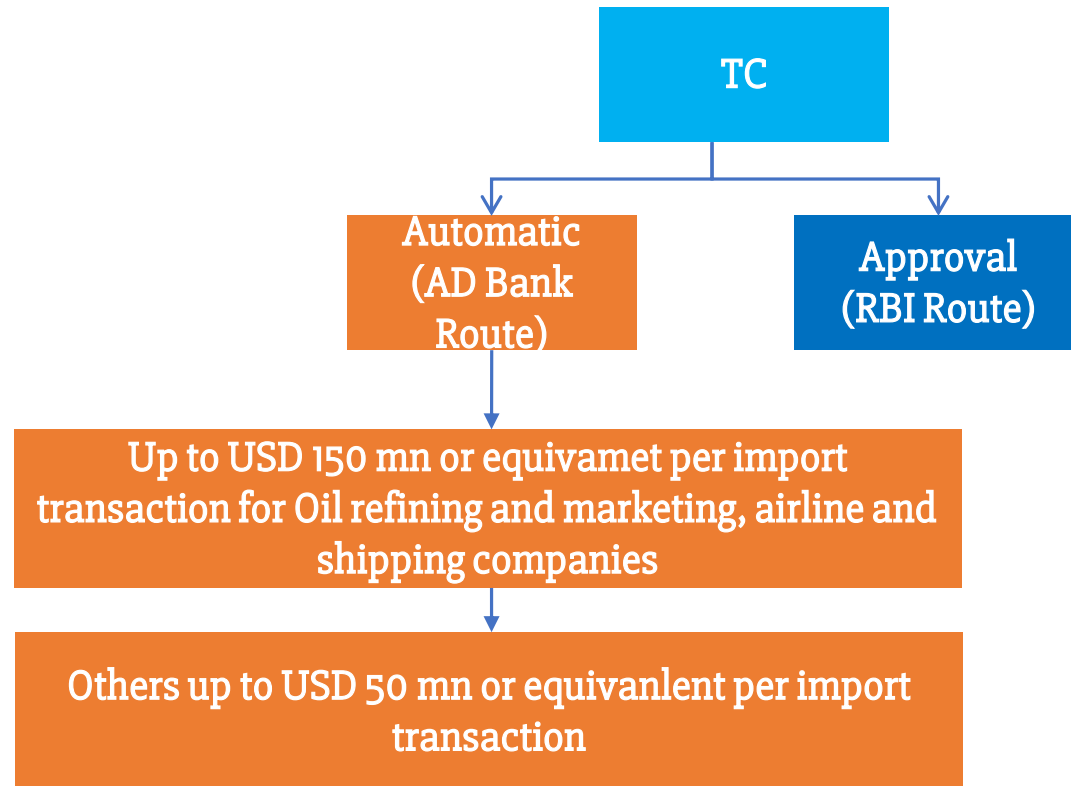 TC
Automatic
(AD Bank
Route)
Approval
(RBI Route)
Up to USD 150 mn or equivamet per import
transaction for Oil refining and marketing, airline and
shipping companies
Others up to USD 50 mn or equivanlent per import
transaction